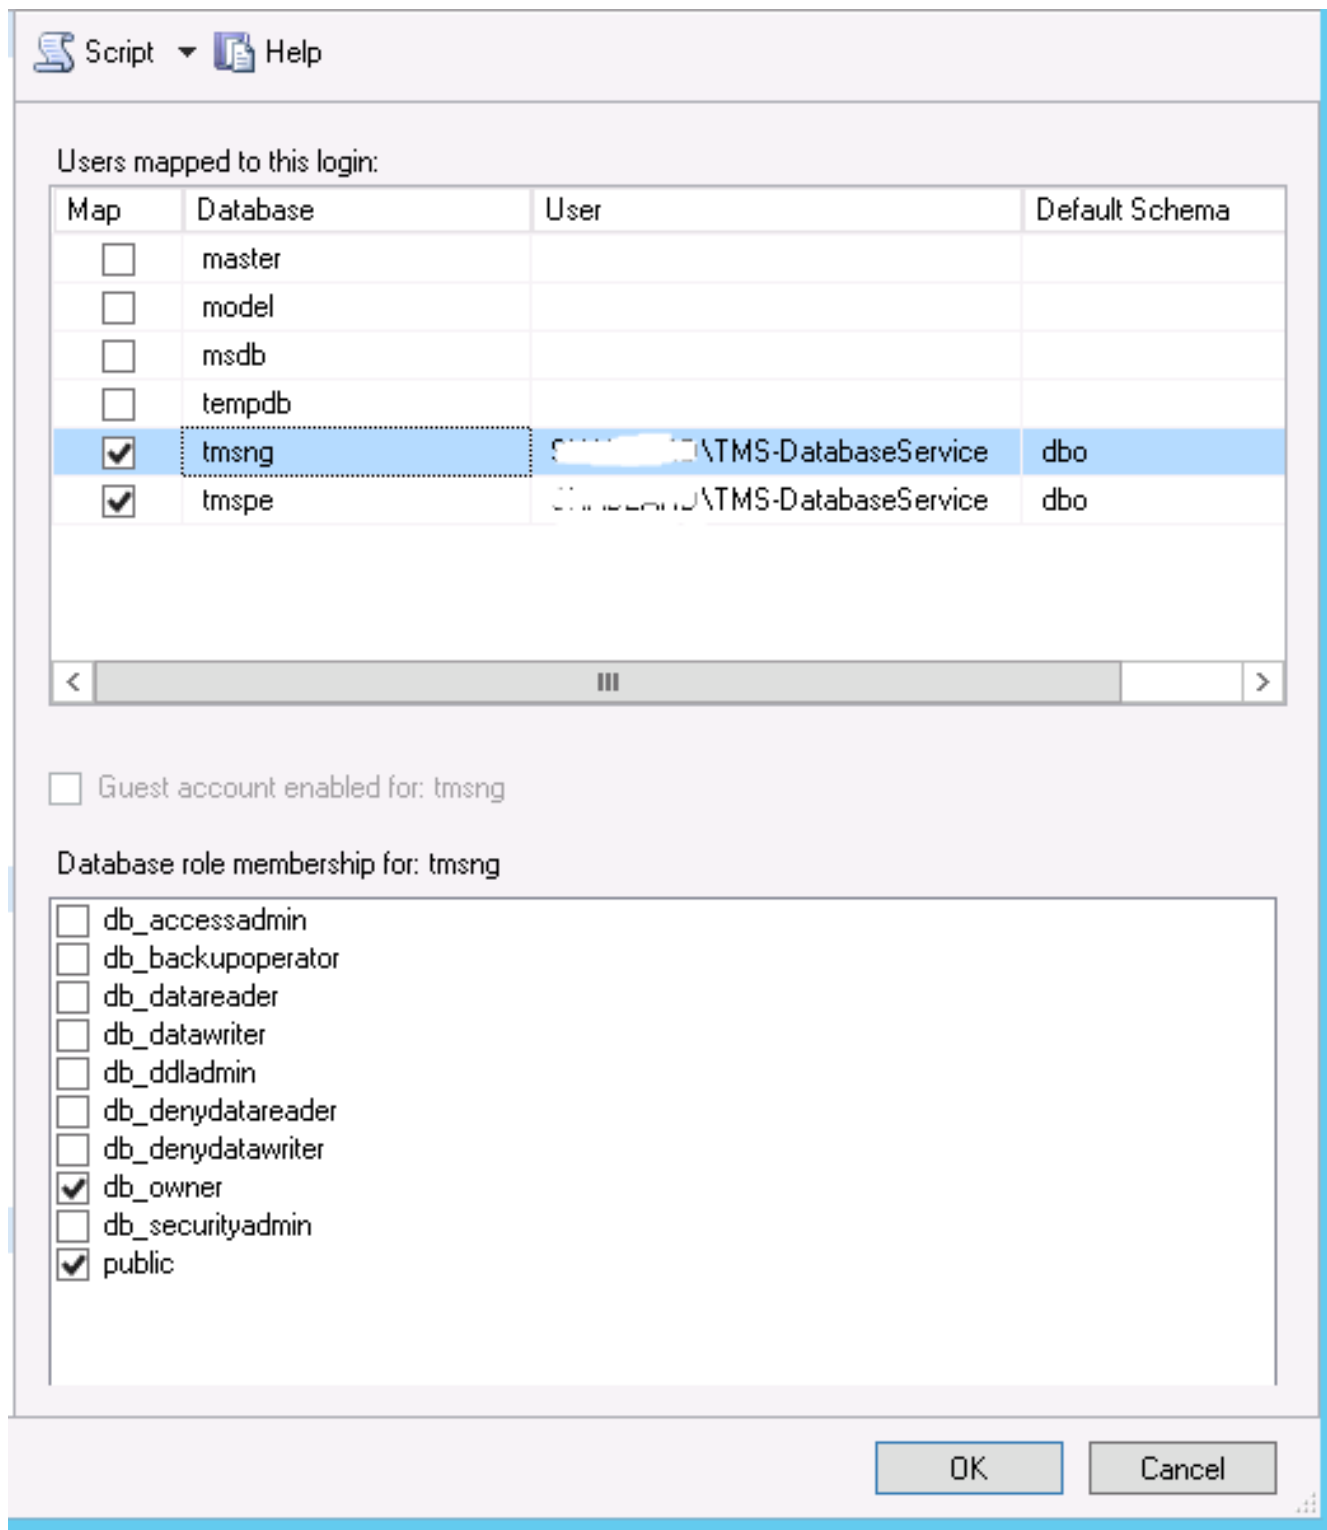 Script Help
Users mapped to this login:
Map Database User Default Schema
master
model
msdb
tempdb
tmsng \TMS-DatabaseService dbo
tmspe \TMS-DatabaseService dbo
Guest account enabled for: tmsng
Database role membership for: tmsng
db_accessadmin
db_backupoperator
db_datareader
db_datawriter
db_ddladmin
db_denydatareader
db_denydatawriter
db_owner
db_securityadmin
public
OK Cancel